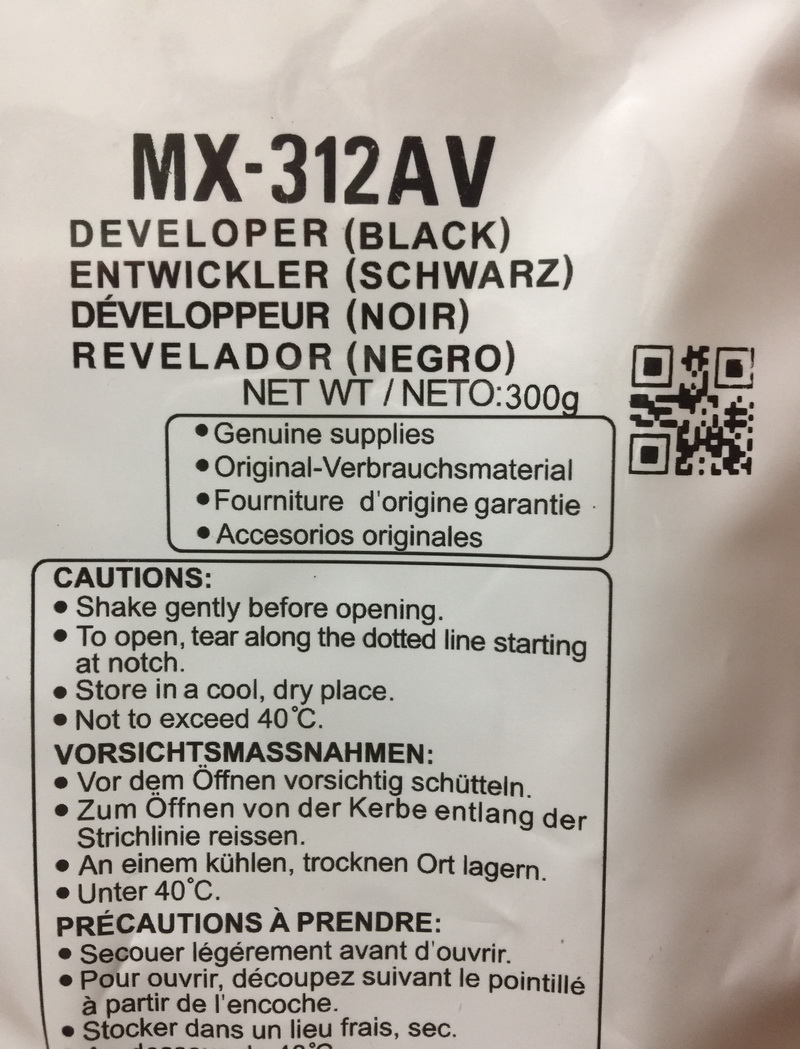 MX-312AV
DEVELOPER (BLACK)
ENTWICKLER (SCHWARZ)
DÉVELOPPEUR (NOIR)
REVELADOR (NEGRO)
NET WT / NETO:300g
• Genuine supplies
• Original-Verbrauchsmaterial
• Fourniture d'origine garantie
• Accesorios originales
CAUTIONS:
• Shake gently before opening.
• To open, tear along the dotted line starting
at notch.
• Store in a cool, dry place.
• Not to exceed 40℃.
VORSICHTSMASSNAHMEN:
• Vor dem Öffnen vorsichtig schütteln.
• Zum Öffnen von der Kerbe entlang der
Strichlinie reissen.
• An einem kühlen, trocknen Ort lagern.
• Unter 40℃.
PRÉCAUTIONS À PRENDRE:
• Secouer légérement avant d'ouvrir.
• Pour ouvrir, découpez suivant le pointillé
à partir de l'encoche.
• Stocker dans un lieu frais, sec.